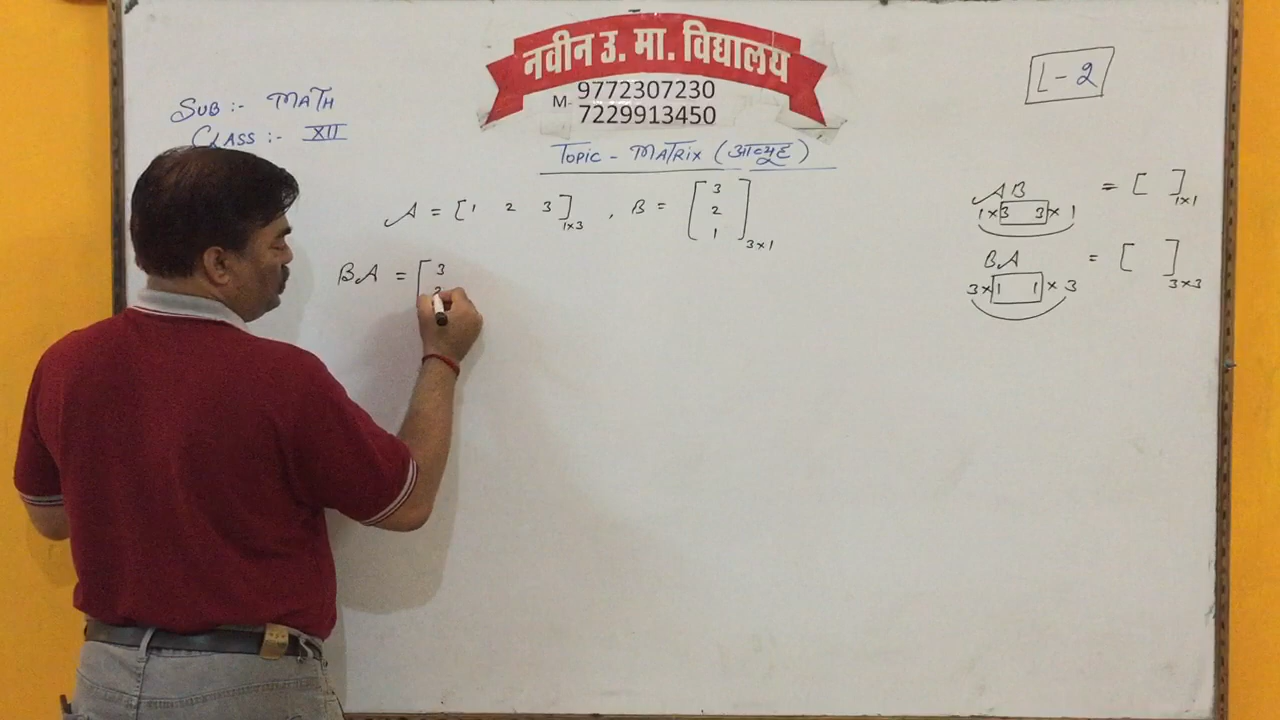 नवीन उ. मा. विद्यालय
M- 9772307230
7229913450
L-2
SUB :- MATH
CLASS :- XII
TOPIC - MATRIX (आव्यूह)
A = [1 2 3]1×3 , B = [3
2
1]3×1
AB = [ ]1×1
1×3 3×1
BA = [3
2
BA = [ ]3×3
3×1 1×3